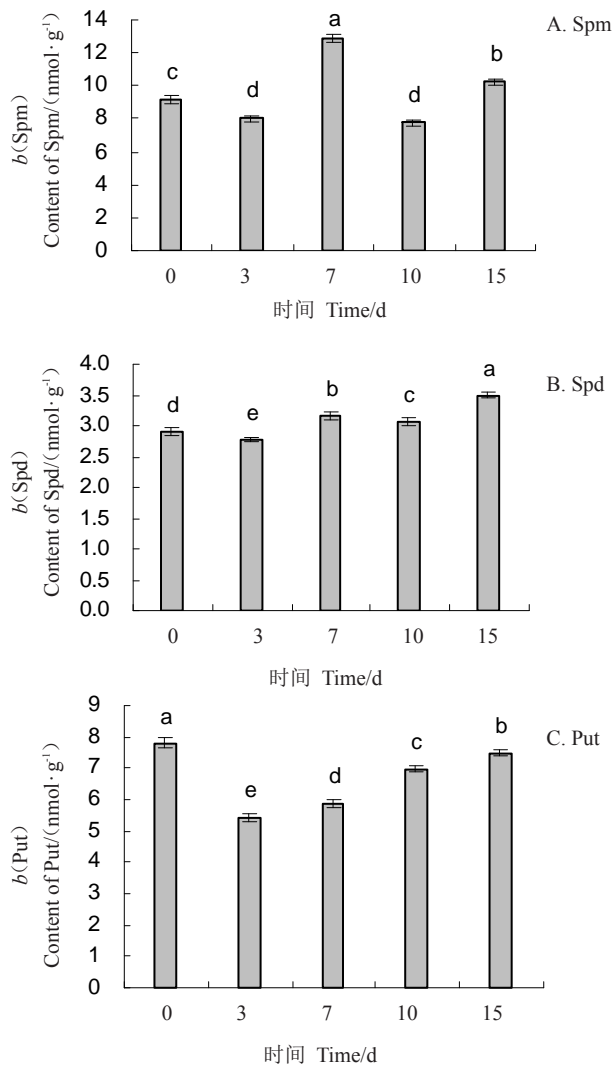 A. Spm
b(Spm)
Content of Spm/(nmol·g⁻¹)
14
12
10
8
6
4
2
0
c
d
a
d
b
0 3 7 10 15
时间 Time/d
B. Spd
b(Spd)
Content of Spd/(nmol·g⁻¹)
4.0
3.5
3.0
2.5
2.0
1.5
1.0
0.5
0.0
d
e
b
c
a
0 3 7 10 15
时间 Time/d
C. Put
b(Put)
Content of Put/(nmol·g⁻¹)
9
8
7
6
5
4
3
2
1
0
a
e
d
c
b
0 3 7 10 15
时间 Time/d